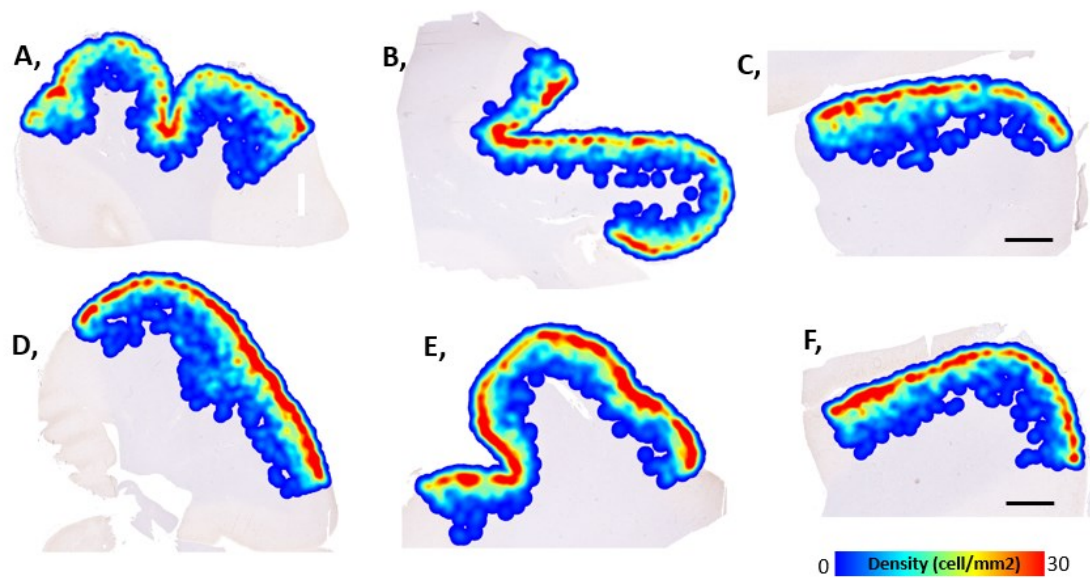 A,
B,
C,
D,
E,
F,
0 Density (cell/mm2) 30